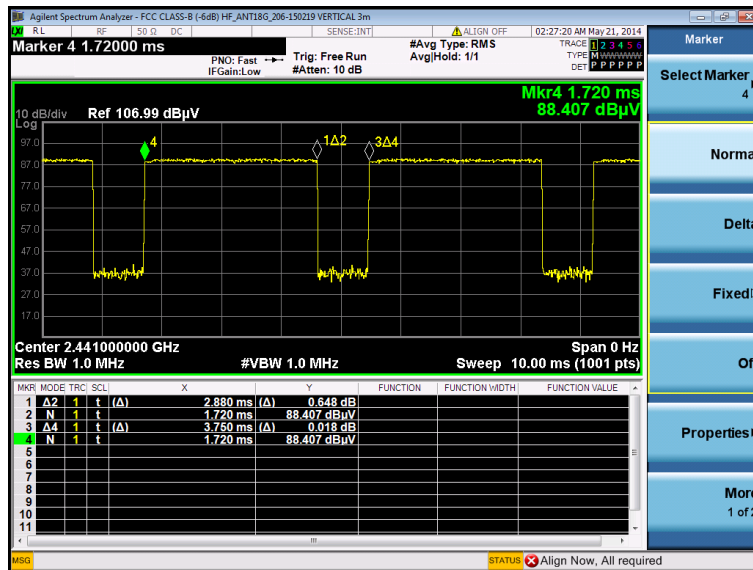 Agilent Spectrum Analyzer - FCC CLASS-B (-6dB) HF_ANT18G_206-150219 VERTICAL 3m
LXI RL RF 50 Ω DC SENSE:INT ALIGN OFF 02:27:20 AM May 21, 2014
Marker 4 1.72000 ms
PNO: Fast
IFGain:Low
Trig: Free Run
#Atten: 10 dB
#Avg Type: RMS
Avg|Hold: 1/1
TRACE 1 2 3 4 5 6
TYPE M WWWWW
DET P P P P P P
Mkr4 1.720 ms
88.407 dBµV
10 dB/div Ref 106.99 dBµV
Log
97.0
87.0
77.0
67.0
57.0
47.0
37.0
27.0
17.0
4
1Δ2
3Δ4
Center 2.441000000 GHz Span 0 Hz
Res BW 1.0 MHz #VBW 1.0 MHz Sweep 10.00 ms (1001 pts)
MKR MODE TRC SCL X Y FUNCTION FUNCTION WIDTH FUNCTION VALUE
1 Δ2 1 t (Δ) 2.880 ms (Δ) 0.648 dB
2 N 1 t 1.720 ms 88.407 dBµV
3 Δ4 1 t (Δ) 3.750 ms (Δ) 0.018 dB
4 N 1 t 1.720 ms 88.407 dBµV
5
6
7
8
9
10
11
MSG STATUS Align Now, All required
Marker
Select Marker
4
Norma
Delta
Fixed
Of
Properties
More
1 of 2